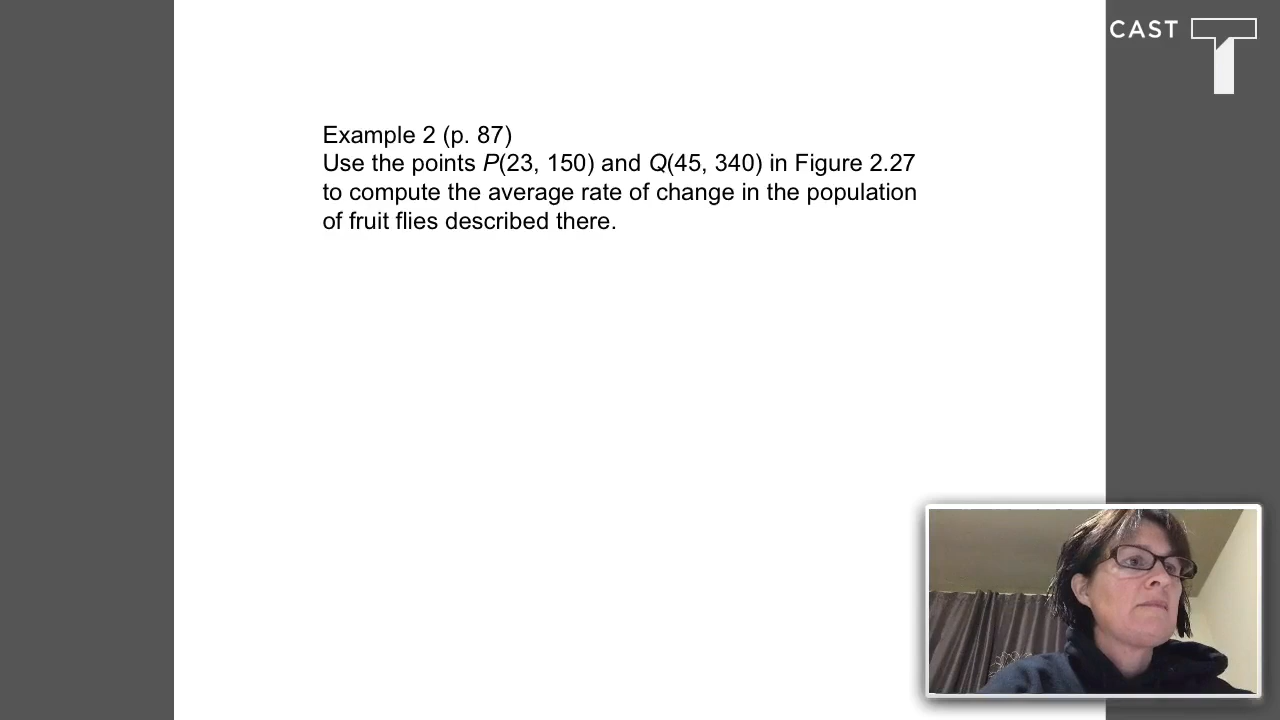 CAST T
Example 2 (p. 87)
Use the points P(23, 150) and Q(45, 340) in Figure 2.27
to compute the average rate of change in the population
of fruit flies described there.